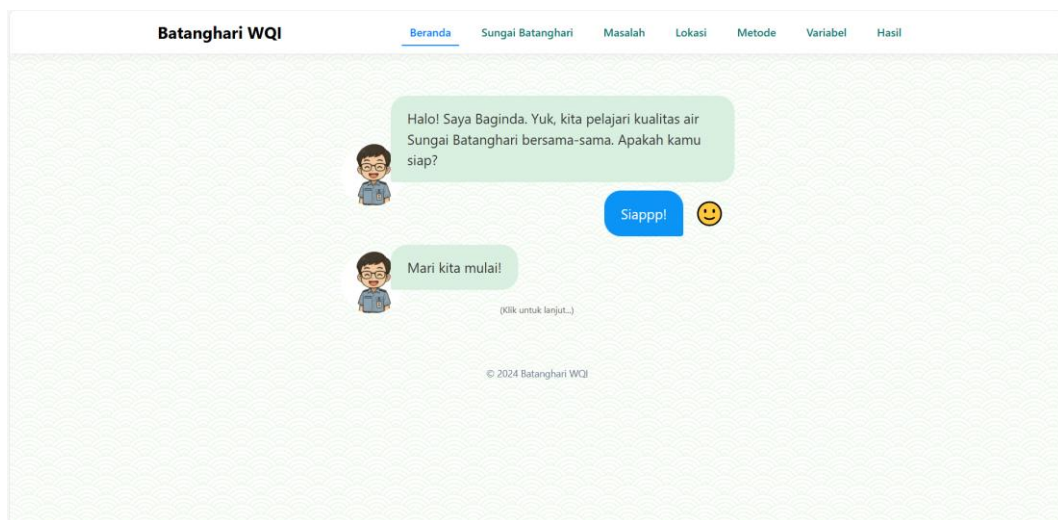 Batanghari WQI
Beranda Sungai Batanghari Masalah Lokasi Metode Variabel Hasil
Halo! Saya Baginda. Yuk, kita pelajari kualitas air
Sungai Batanghari bersama-sama. Apakah kamu
siap?
Siappp!
Mari kita mulai!
(Klik untuk lanjut...)
© 2024 Batanghari WQI